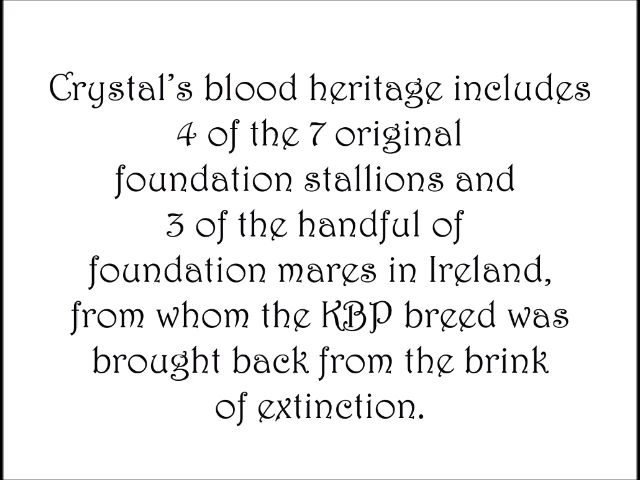 Crystal's blood heritage includes
4 of the 7 original
foundation stallions and
3 of the handful of
foundation mares in Ireland,
from whom the KBP breed was
brought back from the brink
of extinction.